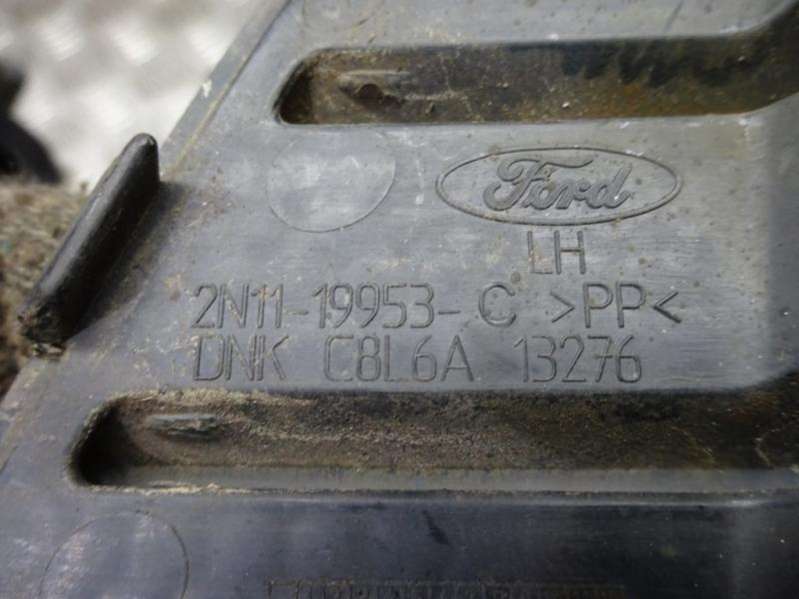 Ford
LH
2N11-19953-C >PP<
DNK C8L6A 13276